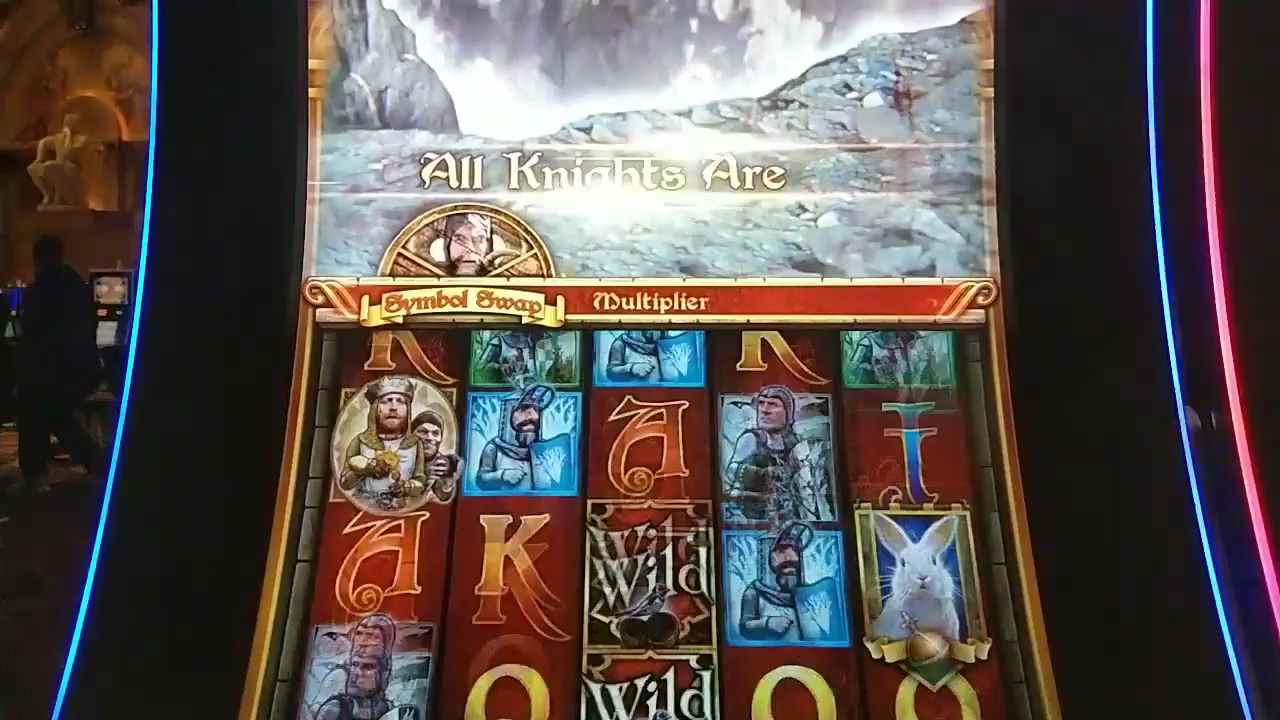 All Knights Are
Symbol Swap Multiplier
K K
A J
A K Wild
Wild